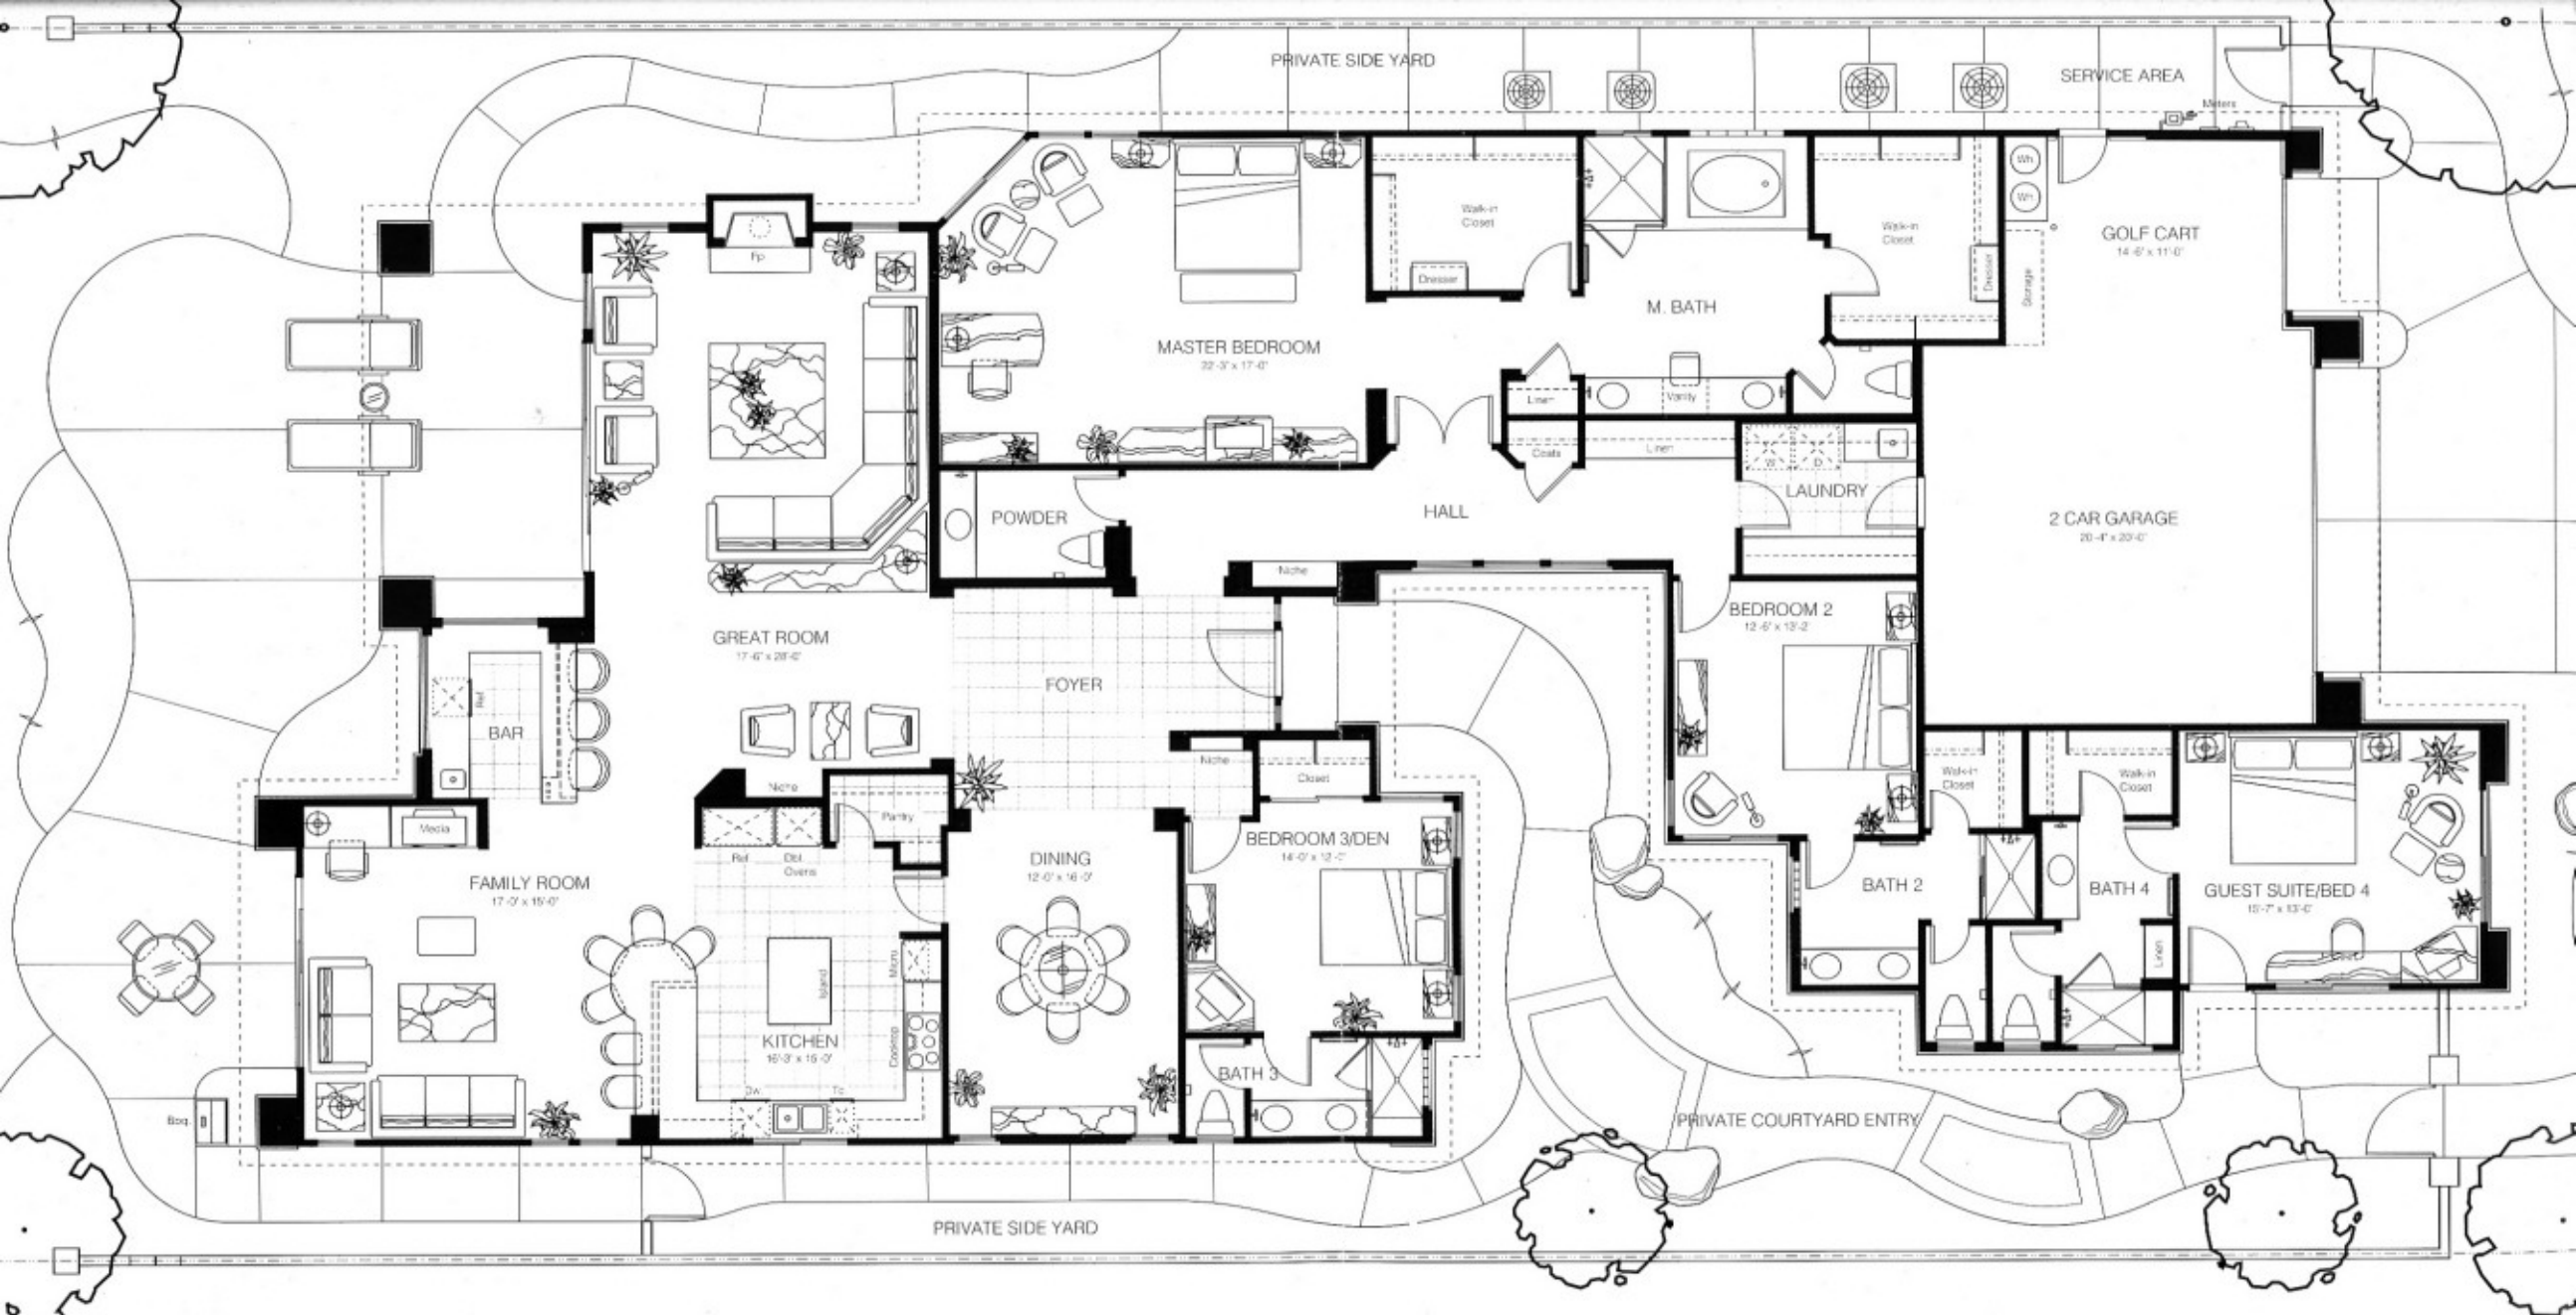 PRIVATE SIDE YARD
SERVICE AREA
Meters
Wh
Wh
GOLF CART
14'-6" x 11'-0"
Walk-in
Closet
Walk-in
Closet
Dresser
Dresser
Storage
Fp
M. BATH
MASTER BEDROOM
22'-3" x 17'-0"
Linen
Vanity
Coats
Linen
W
D
LAUNDRY
POWDER
HALL
2 CAR GARAGE
20'-4" x 20'-0"
Niche
BEDROOM 2
12'-6" x 13'-2"
GREAT ROOM
17'-6" x 28'-6"
FOYER
Ref
BAR
Niche
Closet
Walk-in
Closet
Walk-in
Closet
Niche
Pantry
Media
BEDROOM 3/DEN
14'-0" x 12'-0"
Ref
Dbl
Ovens
DINING
12'-0" x 16'-0"
FAMILY ROOM
17'-0" x 15'-0"
BATH 2
BATH 4
GUEST SUITE/BED 4
15'-7" x 13'-0"
Linen
Micro
Island
KITCHEN
16'-3" x 15'-0"
Cooktop
BATH 3
Dw
Tc
Bbq.
PRIVATE COURTYARD ENTRY
PRIVATE SIDE YARD